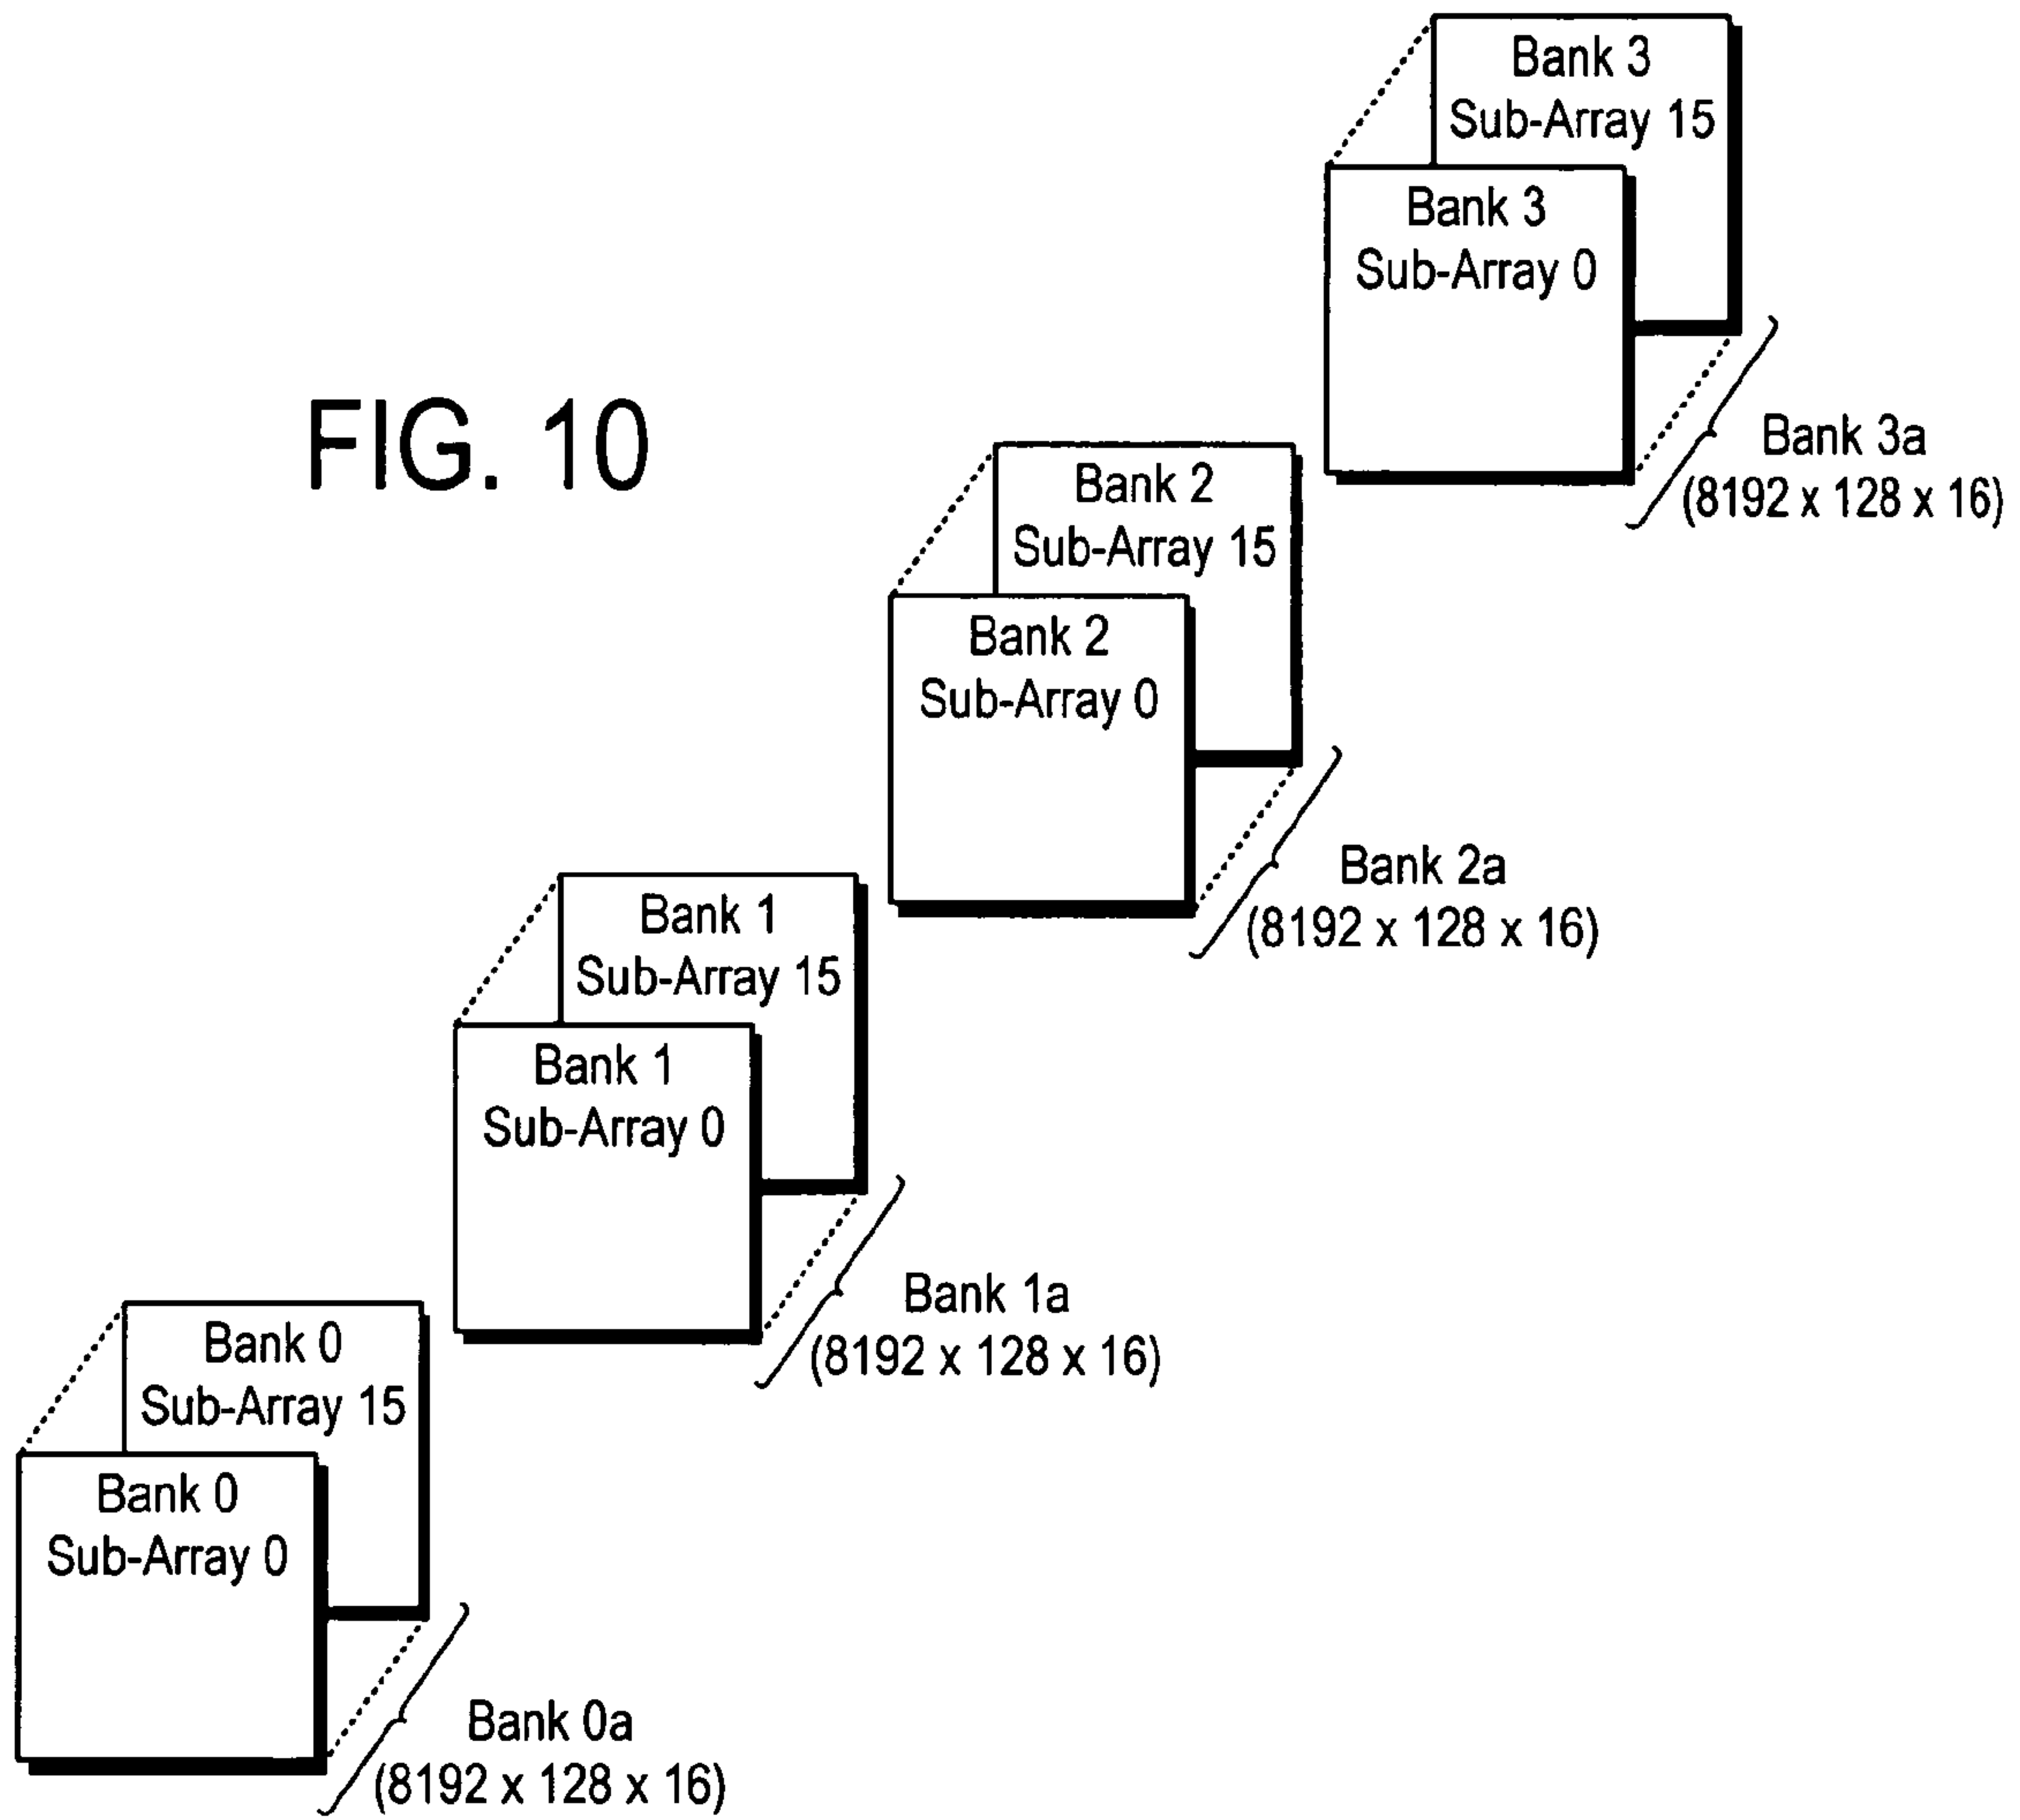 Bank 3
Sub-Array 15
Bank 3
Sub-Array 0
Bank 3a
(8192 x 128 x 16)
FIG. 10
Bank 2
Sub-Array 15
Bank 2
Sub-Array 0
Bank 2a
(8192 x 128 x 16)
Bank 1
Sub-Array 15
Bank 1
Sub-Array 0
Bank 1a
(8192 x 128 x 16)
Bank 0
Sub-Array 15
Bank 0
Sub-Array 0
Bank 0a
(8192 x 128 x 16)